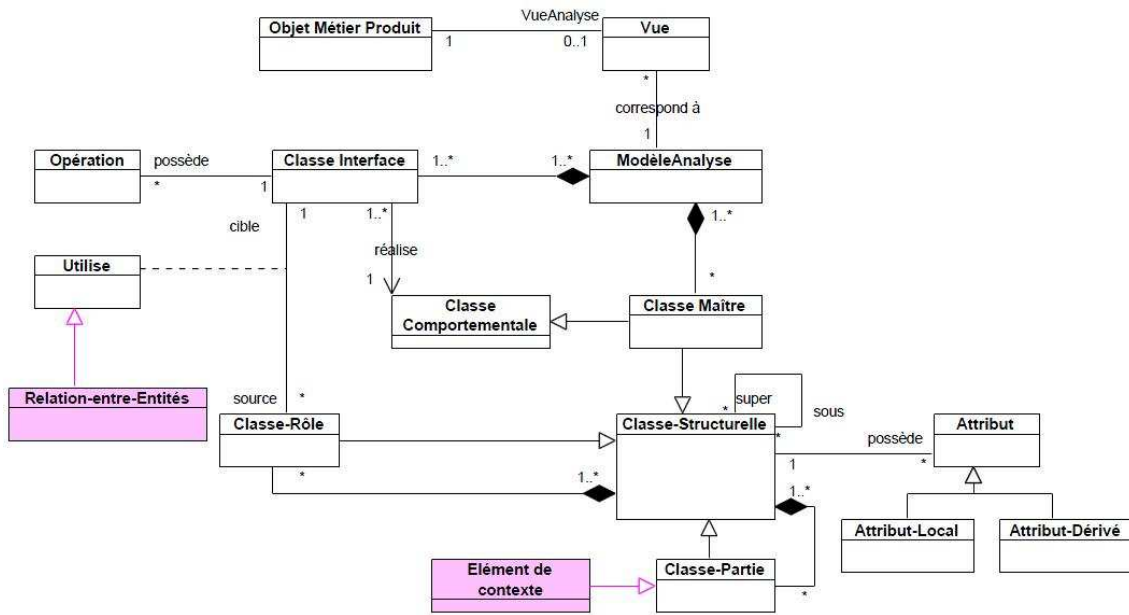 VueAnalyse
Objet Métier Produit
Vue
1
0..1
*
correspond à
1
Opération
possède
Classe Interface
1..*
1..*
ModèleAnalyse
*
1
1
1..*
1..*
cible
réalise
Utilise
1
*
Classe
Comportementale
Classe Maître
Relation-entre-Entités
source
*
super
*
sous
Classe-Rôle
Classe-Structurelle
*
possède
Attribut
1
*
*
1..*
1..*
Attribut-Local
Attribut-Dérivé
Elément de
contexte
Classe-Partie
*